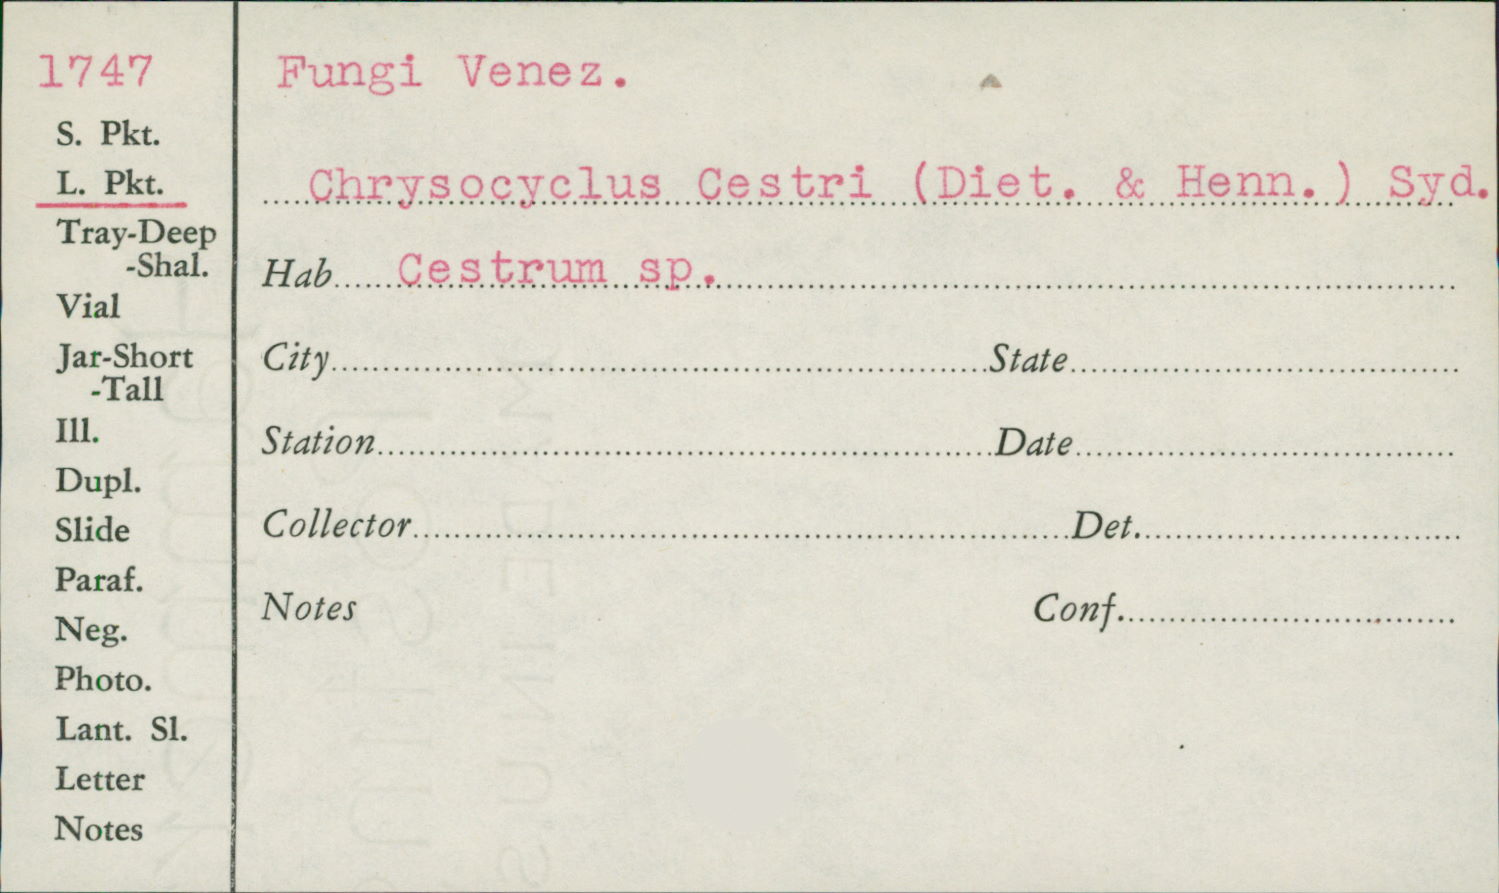 1747
Fungi Venez.
S. Pkt.
L. Pkt.
Tray-Deep
-Shal.
Vial
Jar-Short
-Tall
Ill.
Dupl.
Slide
Paraf.
Neg.
Photo.
Lant. Sl.
Letter
Notes
Chrysocyclus Cestri (Diet. & Henn.) Syd.
Hab Cestrum sp.
City State
Station Date
Collector Det.
Notes Conf.